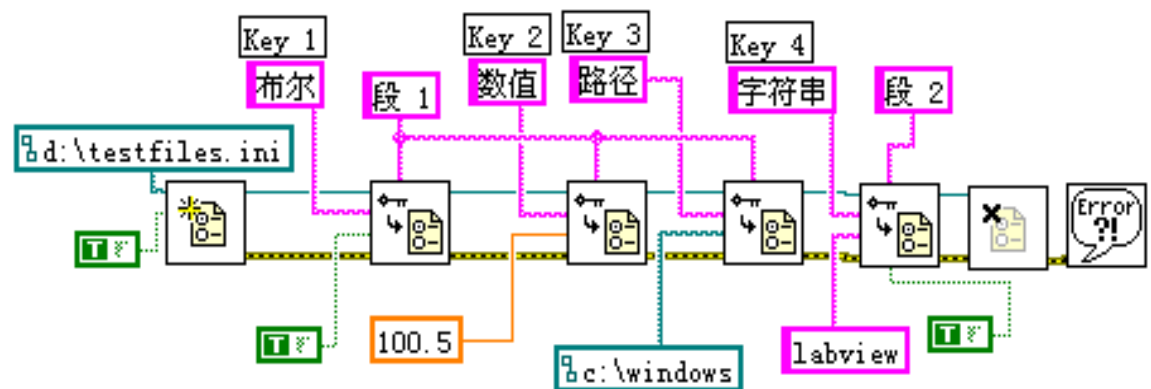 Key 1
Key 2
Key 3
Key 4
布尔
段 1
数值
路径
字符串
段 2
d:\testfiles.ini
Error
?!
T
T
100.5
c:\windows
labview
T